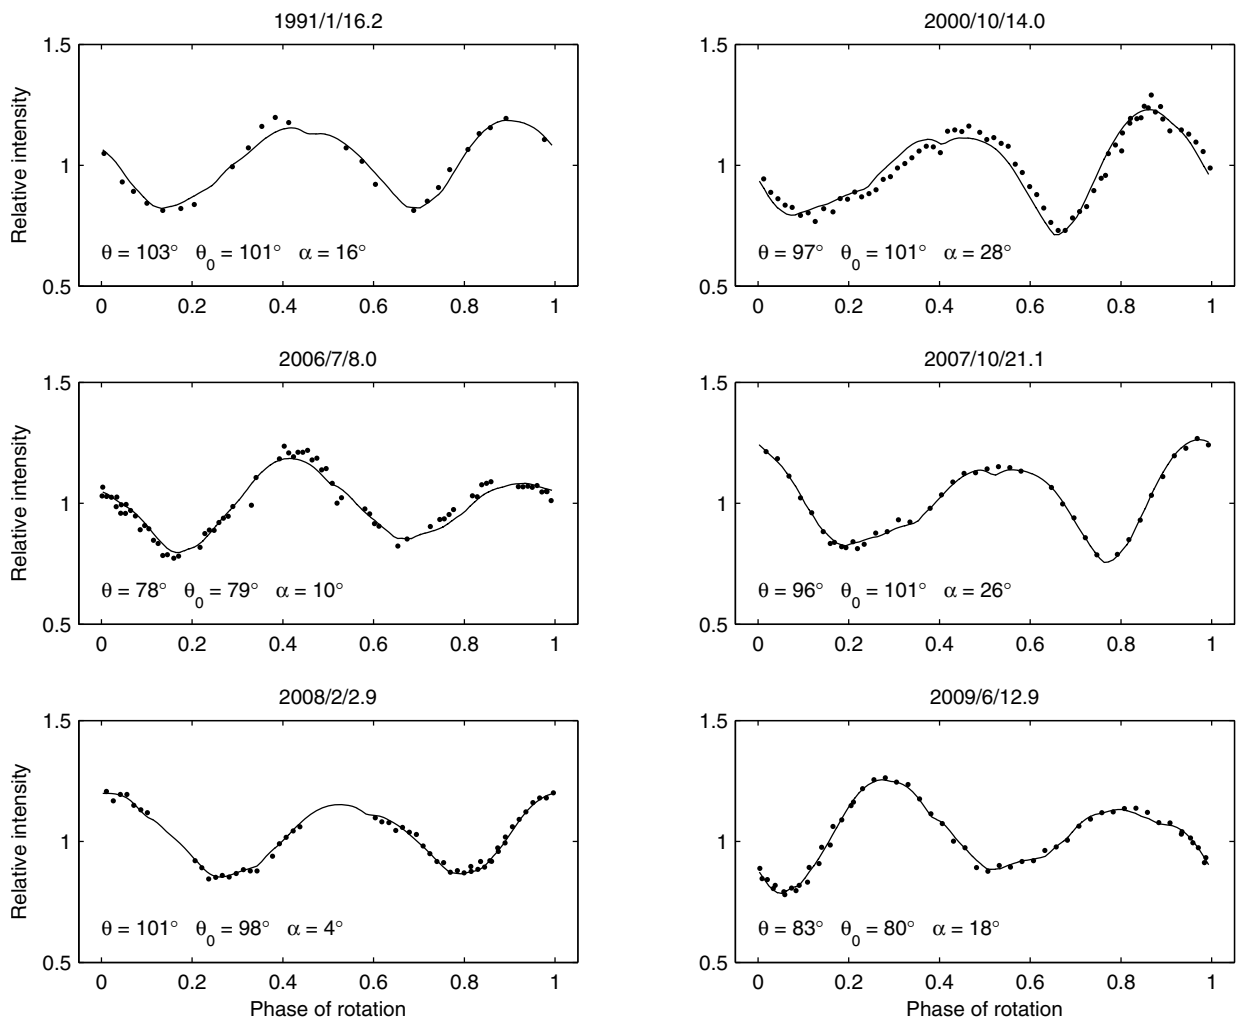 1991/1/16.2
Relative intensity
1.5
1
0.5
θ = 103° θ0 = 101° α = 16°
0 0.2 0.4 0.6 0.8 1
2000/10/14.0
1.5
1
0.5
θ = 97° θ0 = 101° α = 28°
0 0.2 0.4 0.6 0.8 1
2006/7/8.0
Relative intensity
1.5
1
0.5
θ = 78° θ0 = 79° α = 10°
0 0.2 0.4 0.6 0.8 1
2007/10/21.1
1.5
1
0.5
θ = 96° θ0 = 101° α = 26°
0 0.2 0.4 0.6 0.8 1
2008/2/2.9
Relative intensity
1.5
1
0.5
θ = 101° θ0 = 98° α = 4°
0 0.2 0.4 0.6 0.8 1
Phase of rotation
2009/6/12.9
1.5
1
0.5
θ = 83° θ0 = 80° α = 18°
0 0.2 0.4 0.6 0.8 1
Phase of rotation